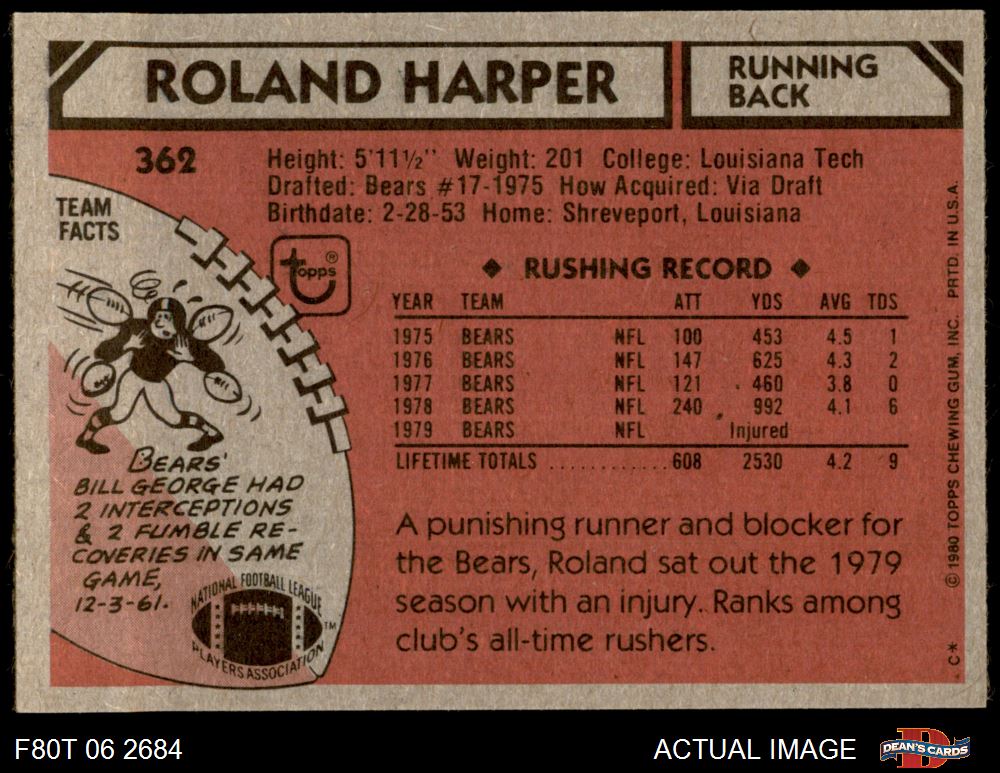 ROLAND HARPER
RUNNING
BACK
362
Height: 5'11½" Weight: 201 College: Louisiana Tech
Drafted: Bears #17-1975 How Acquired: Via Draft
Birthdate: 2-28-53 Home: Shreveport, Louisiana
TEAM
FACTS
topps®
◆ RUSHING RECORD ◆
YEAR TEAM ATT YDS AVG TDS
1975 BEARS NFL 100 453 4.5 1
1976 BEARS NFL 147 625 4.3 2
1977 BEARS NFL 121 460 3.8 0
1978 BEARS NFL 240 992 4.1 6
1979 BEARS NFL Injured
LIFETIME TOTALS ............ 608 2530 4.2 9
BEARS'
BILL GEORGE HAD
2 INTERCEPTIONS
& 2 FUMBLE RE-
COVERIES IN SAME
GAME,
12-3-61.
NATIONAL FOOTBALL LEAGUE
PLAYERS ASSOCIATION
TM
A punishing runner and blocker for
the Bears, Roland sat out the 1979
season with an injury. Ranks among
club's all-time rushers.
© 1980 TOPPS CHEWING GUM, INC. PRTD. IN U.S.A.
C*
F80T 06 2684
ACTUAL IMAGE
DEAN'S CARDS